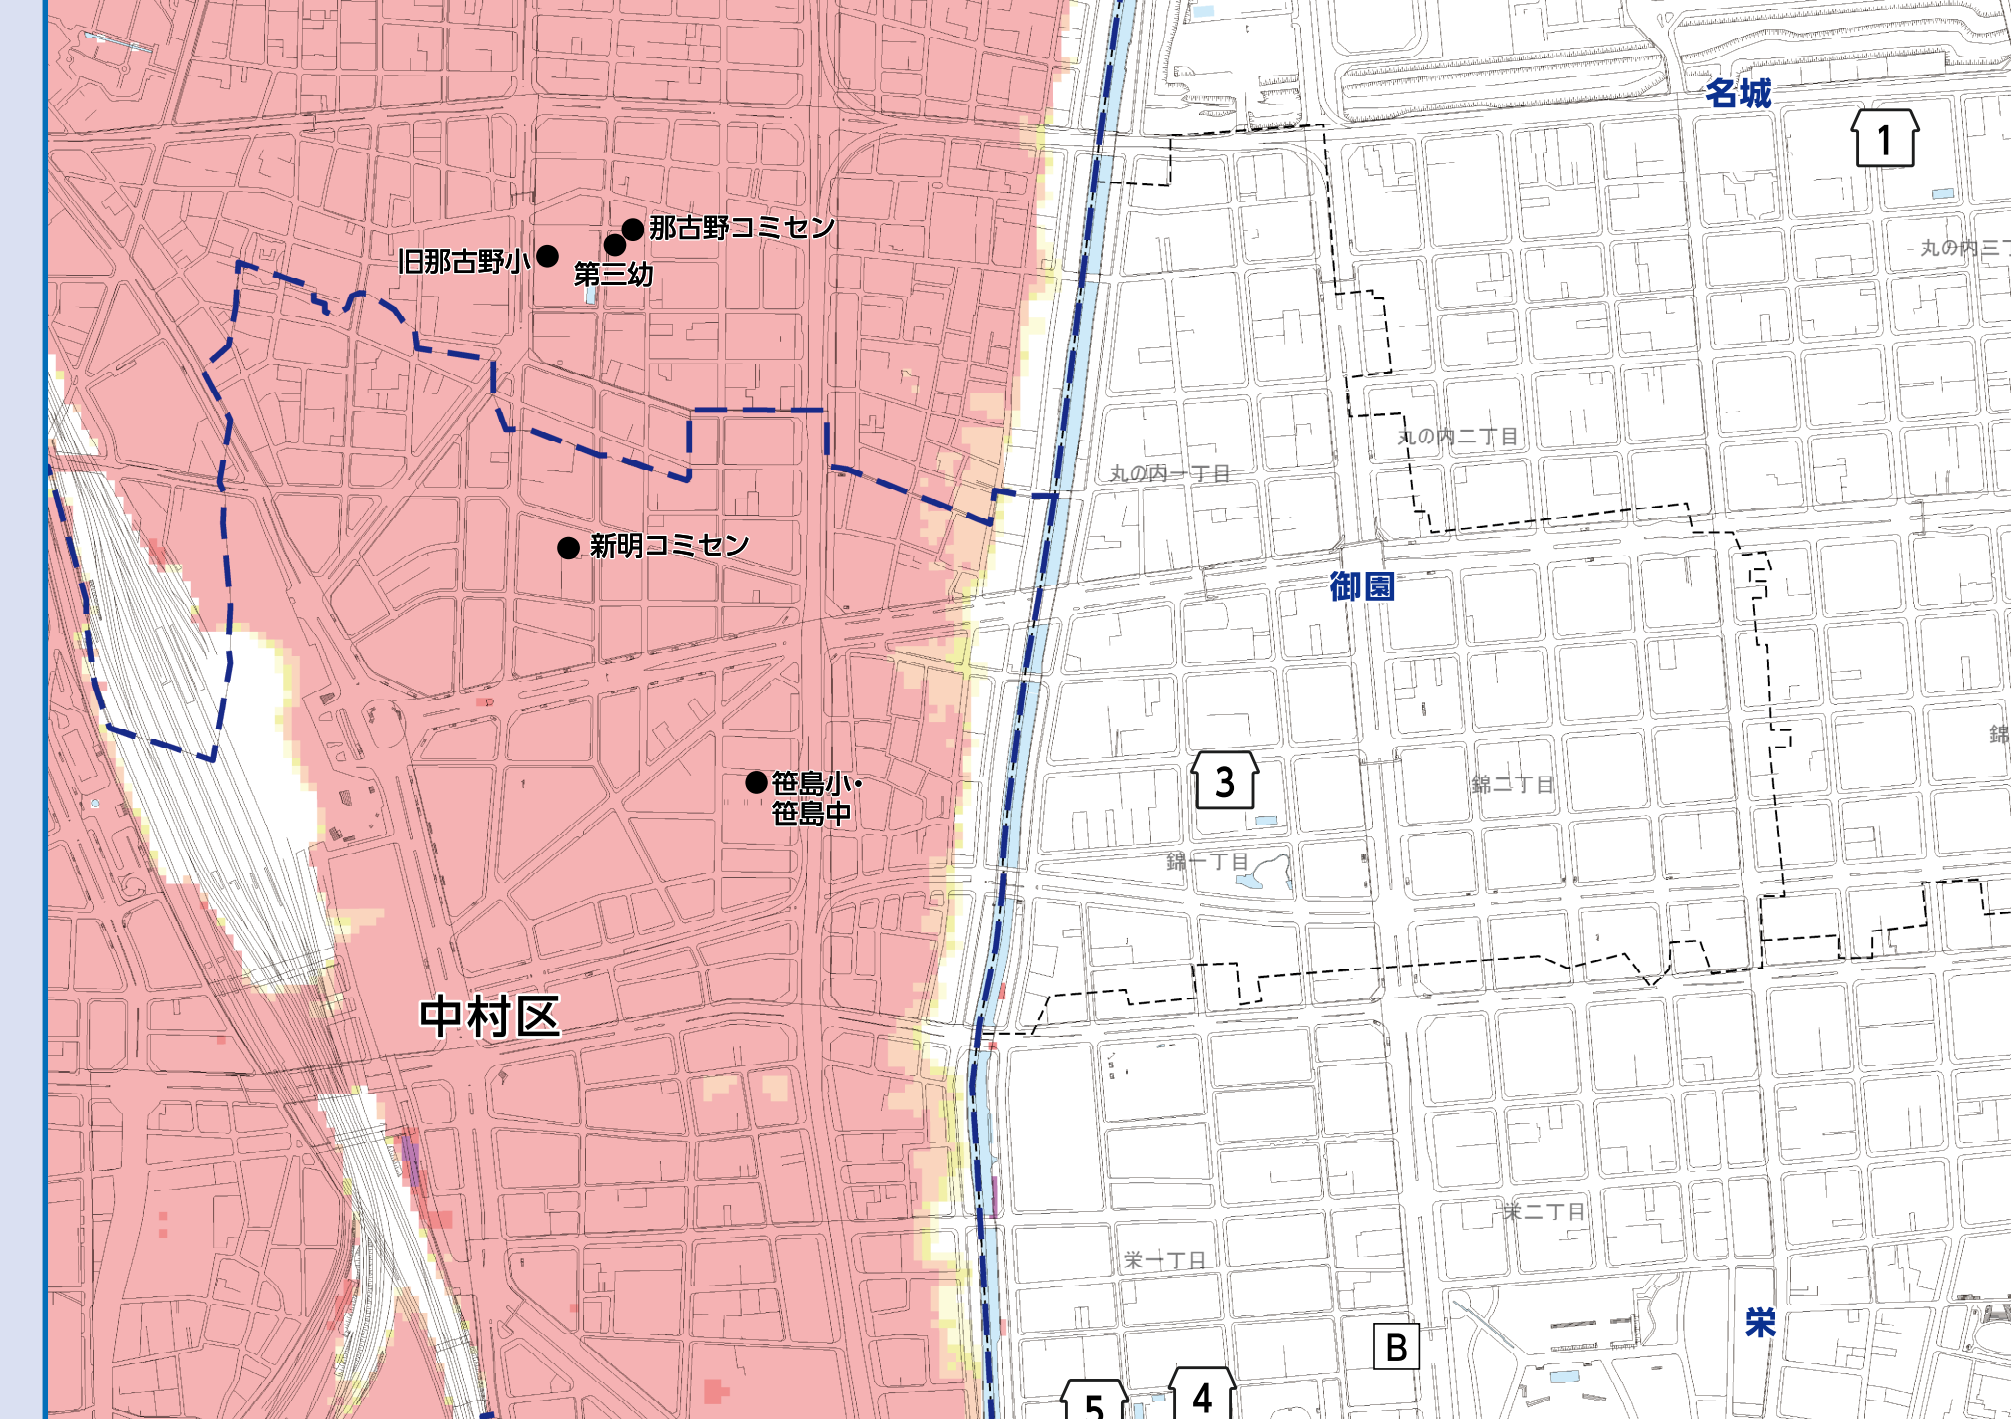 名城
1
那古野コミセン
旧那古野小
第三幼
丸の内三
丸の内二丁目
丸の内一丁目
新明コミセン
御園
錦
3
笹島小・
笹島中
錦二丁目
錦一丁目
中村区
栄二丁目
栄一丁目
栄
B
5
4